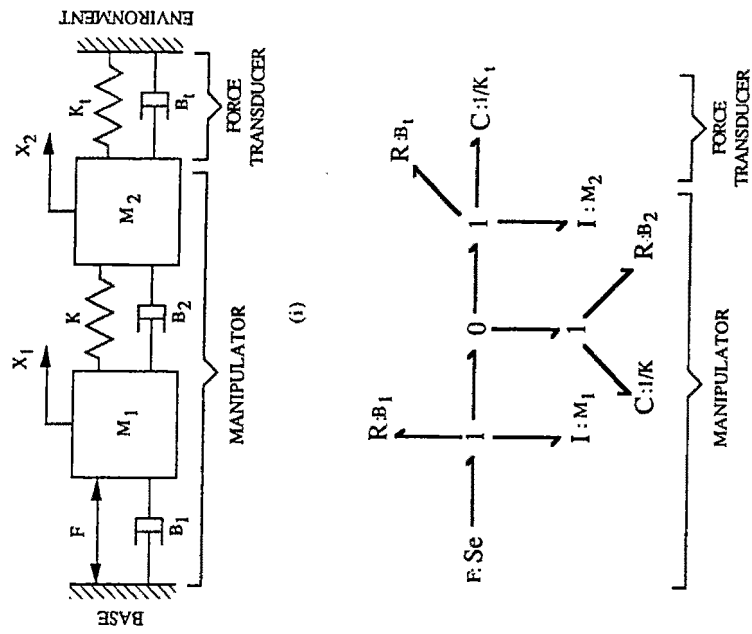 X₁
X₂
K
Kₜ
F
M₁
M₂
B₁
B₂
Bₜ
BASE
ENVIRONMENT
MANIPULATOR
FORCE
TRANSDUCER
(i)
R:B₁
R:Bₜ
F: Se
1
0
1
C:1/Kₜ
I : M₁
1
I : M₂
C:1/K
R:B₂
MANIPULATOR
FORCE
TRANSDUCER